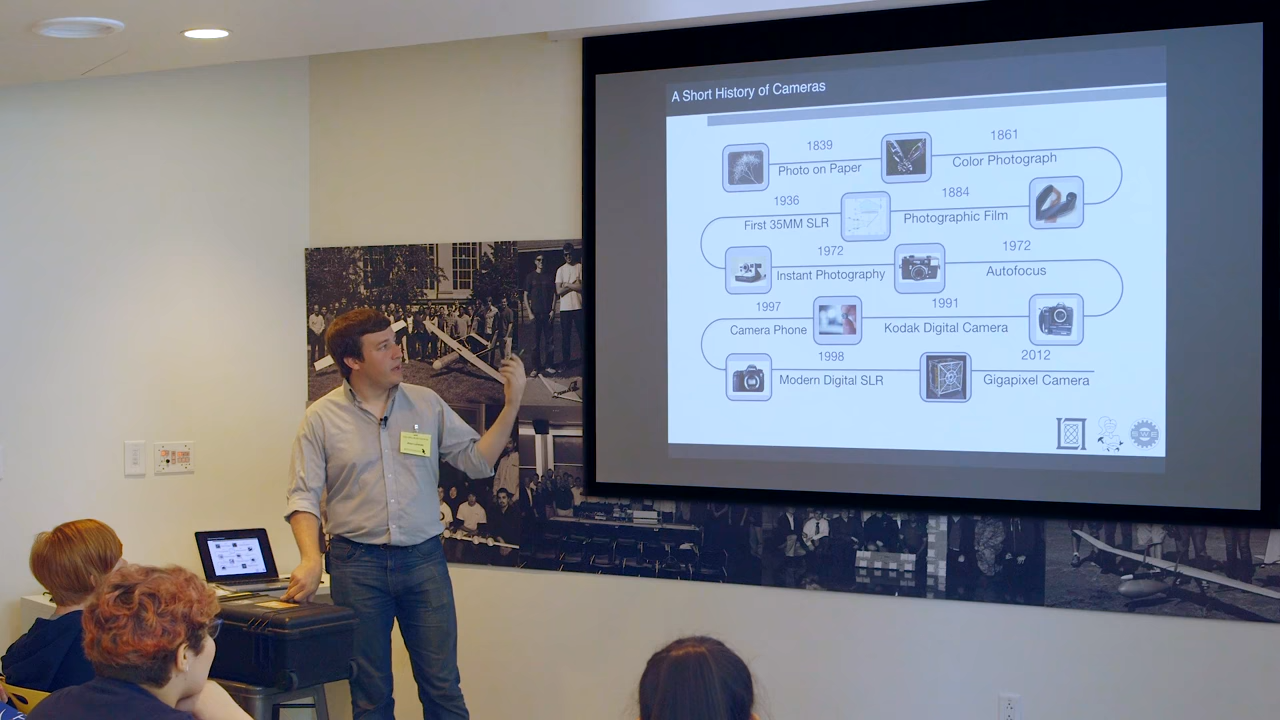 A Short History of Cameras
1839
Photo on Paper
1861
Color Photograph
1936
First 35MM SLR
1884
Photographic Film
1972
Instant Photography
1972
Autofocus
1997
Camera Phone
1991
Kodak Digital Camera
1998
Modern Digital SLR
2012
Gigapixel Camera